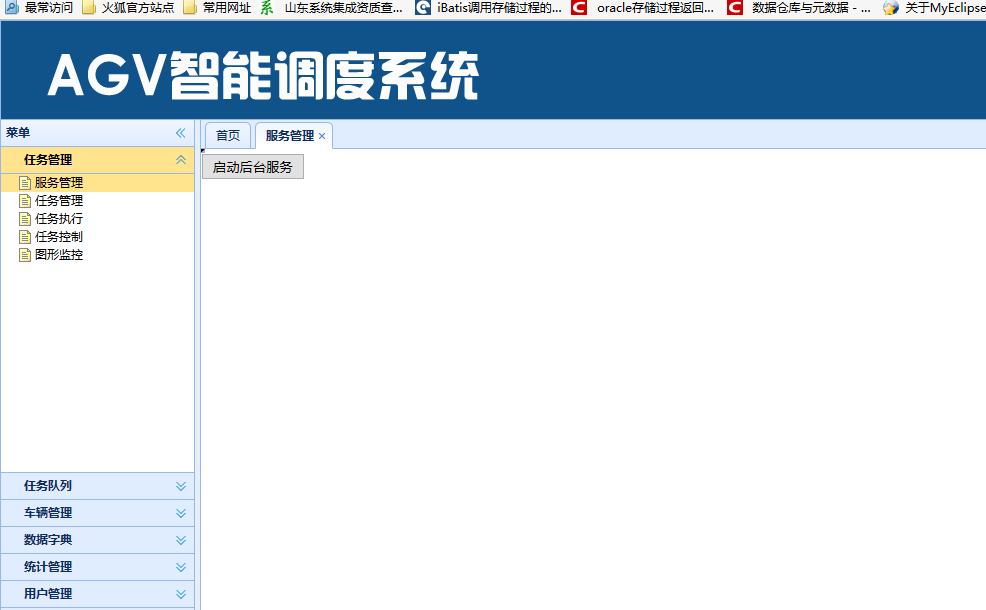 最常访问 火狐官方站点 常用网址 山东系统集成资质查... iBatis调用存储过程的... oracle存储过程返回... 数据仓库与元数据 - ... 关于MyEclipse
AGV智能调度系统
菜单
首页 服务管理
任务管理
启动后台服务
服务管理
任务管理
任务执行
任务控制
图形监控
任务队列
车辆管理
数据字典
统计管理
用户管理